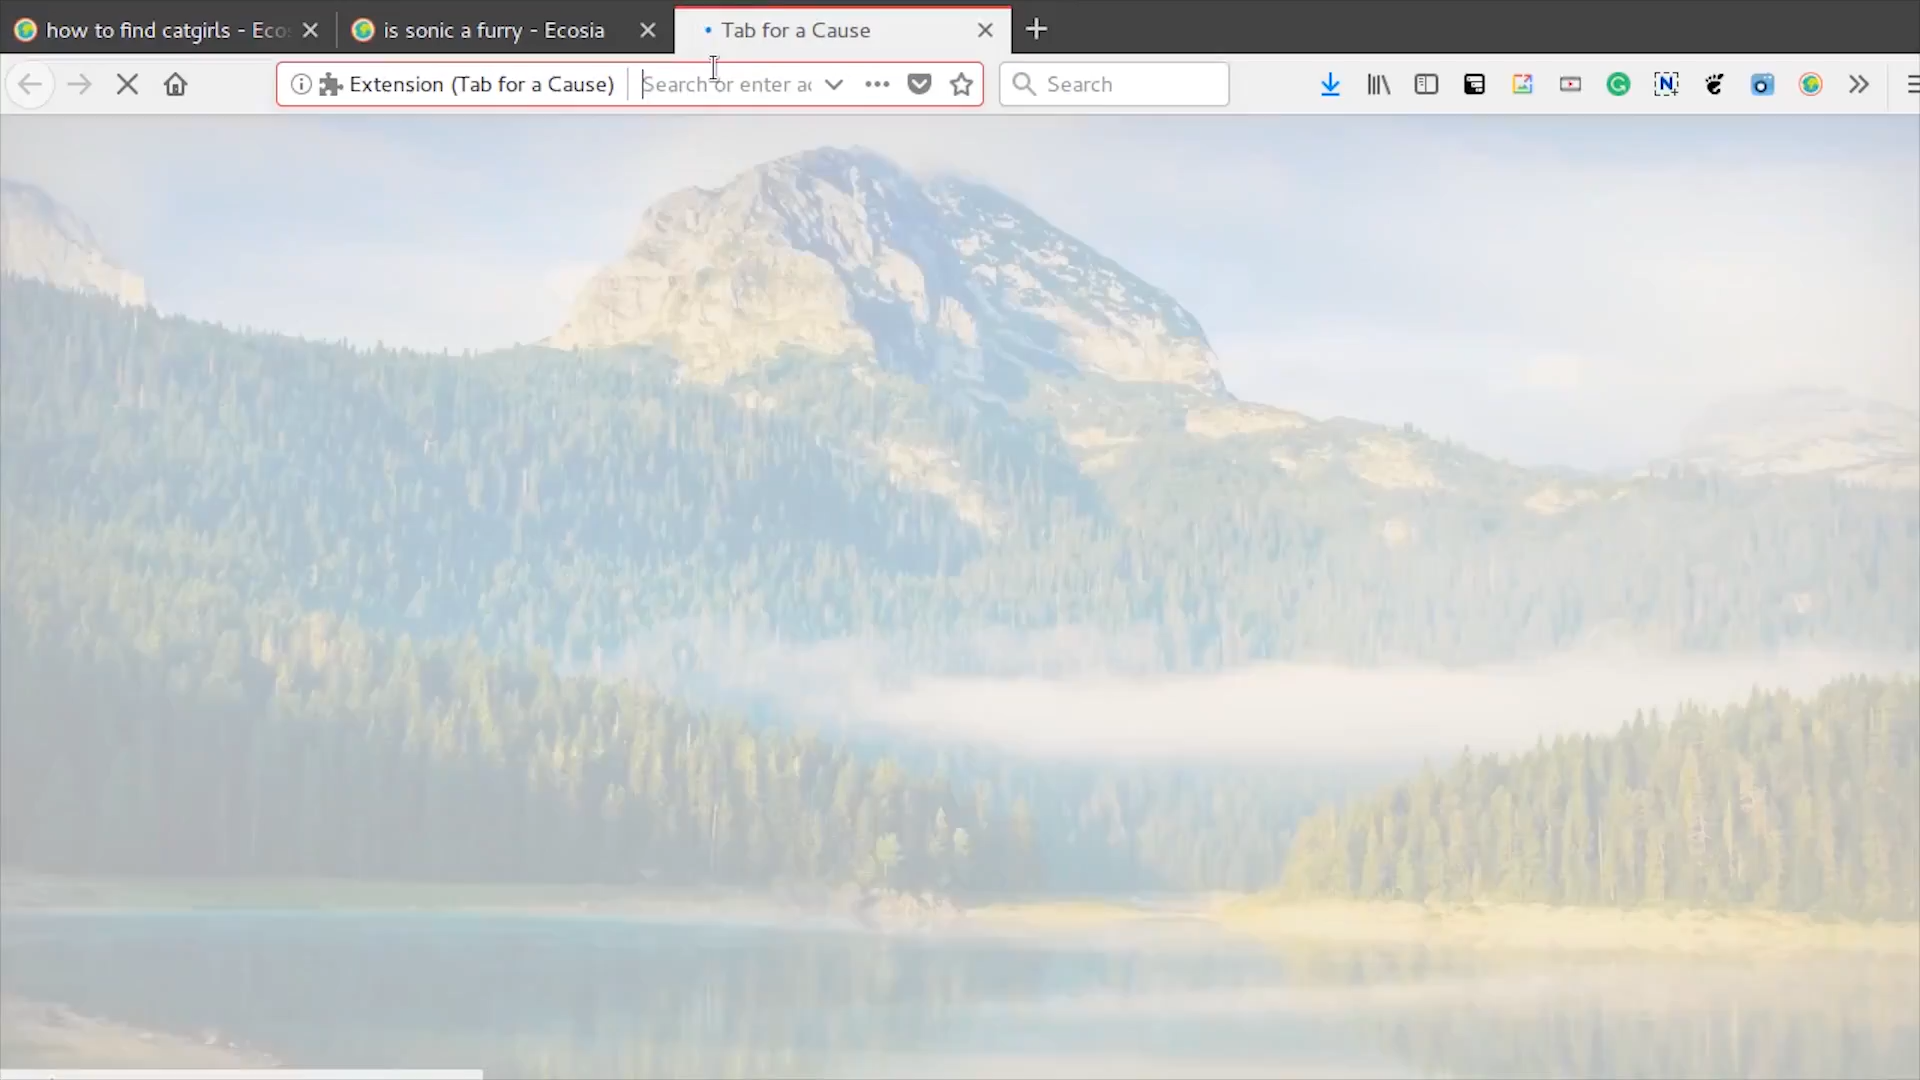 how to find catgirls - Eco
is sonic a furry - Ecosia
Tab for a Cause
Extension (Tab for a Cause)
Search or enter ac
Search